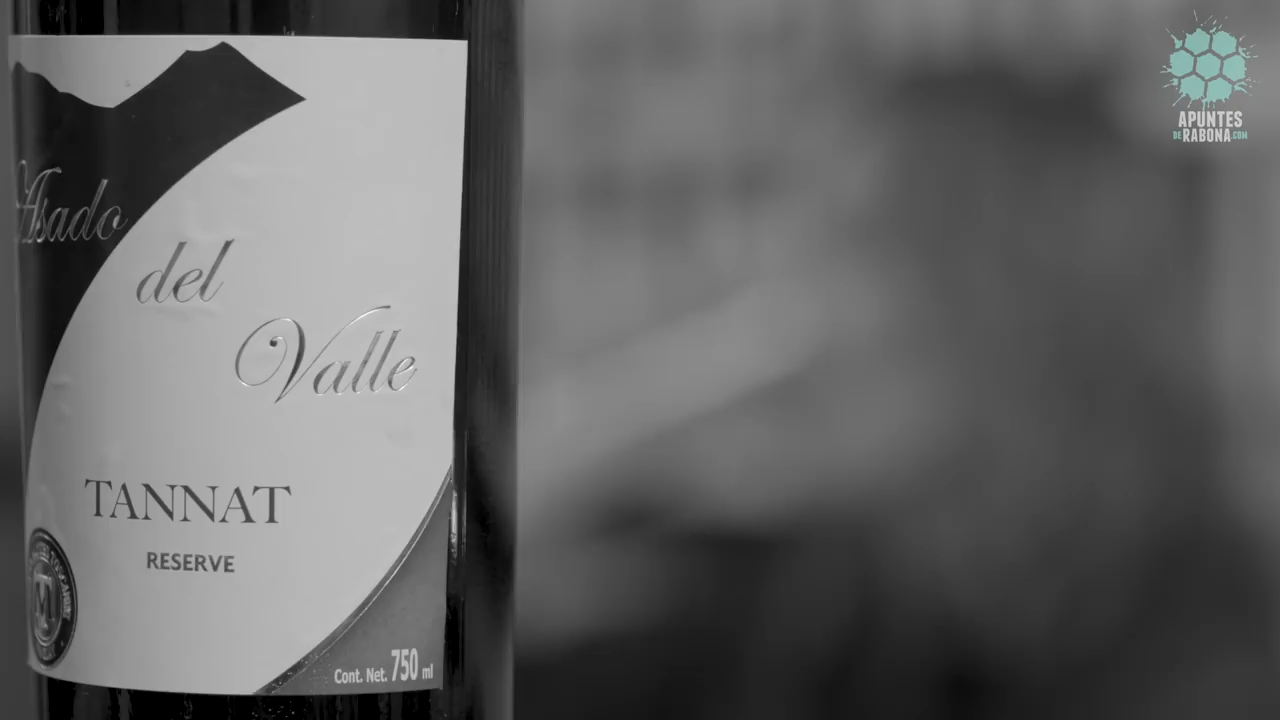 Asado
del
Valle
TANNAT
RESERVE
Cont. Net. 750 ml
APUNTES
DE RABONA.COM